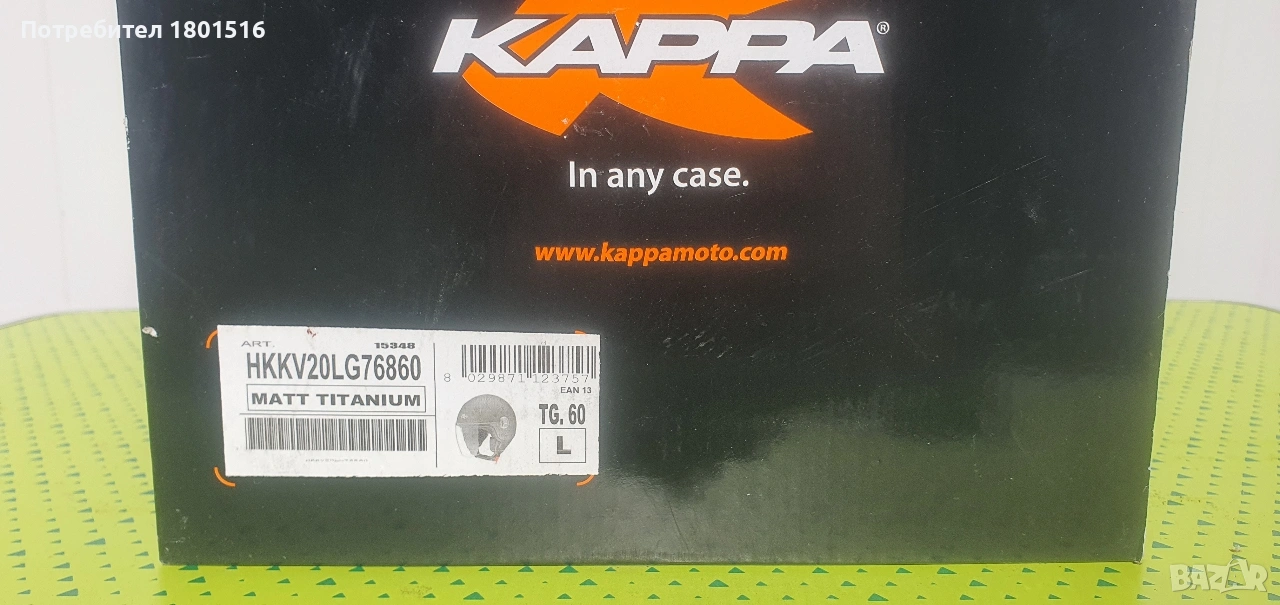 Потребител 1801516
KAPPA®
In any case.
www.kappamoto.com
ART. 15348
HKKV20LG76860
MATT TITANIUM
8 029871 123757
EAN 13
TG. 60
L
BAZAR